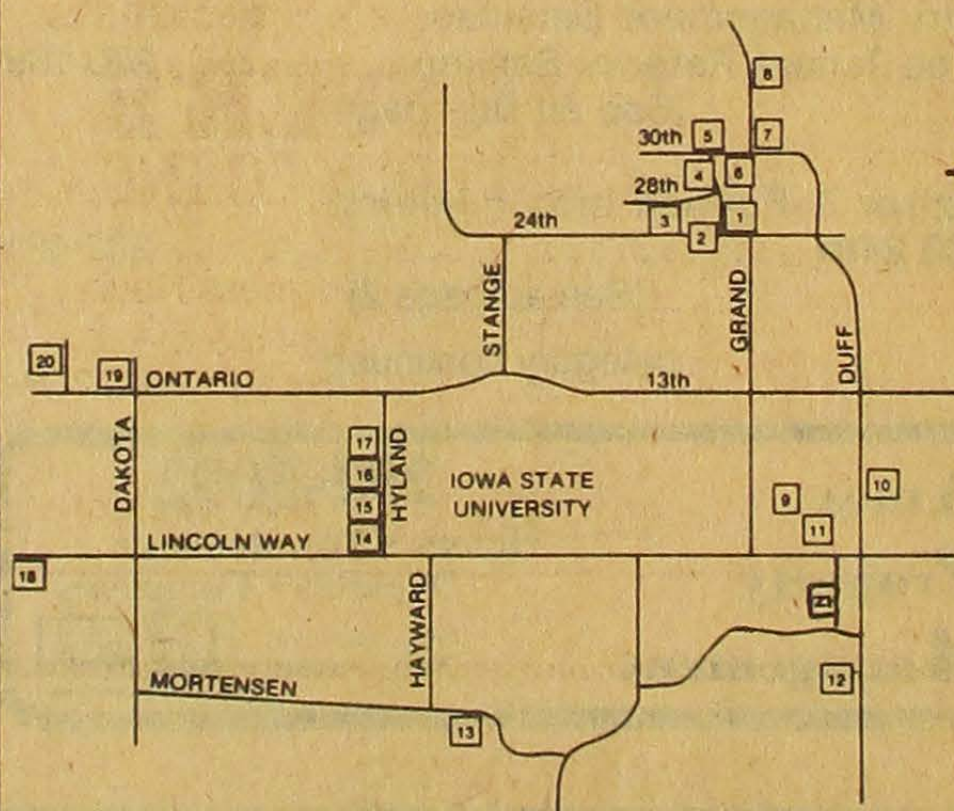 8
30th 5 7
4 6
28th
3 1
24th
2
STANGE
GRAND
DUFF
20 19 ONTARIO
13th
DAKOTA
17
HYLAND
16
IOWA STATE
UNIVERSITY
15
10
9
11
14
LINCOLN WAY
18
HAYWARD
12
MORTENSEN
13